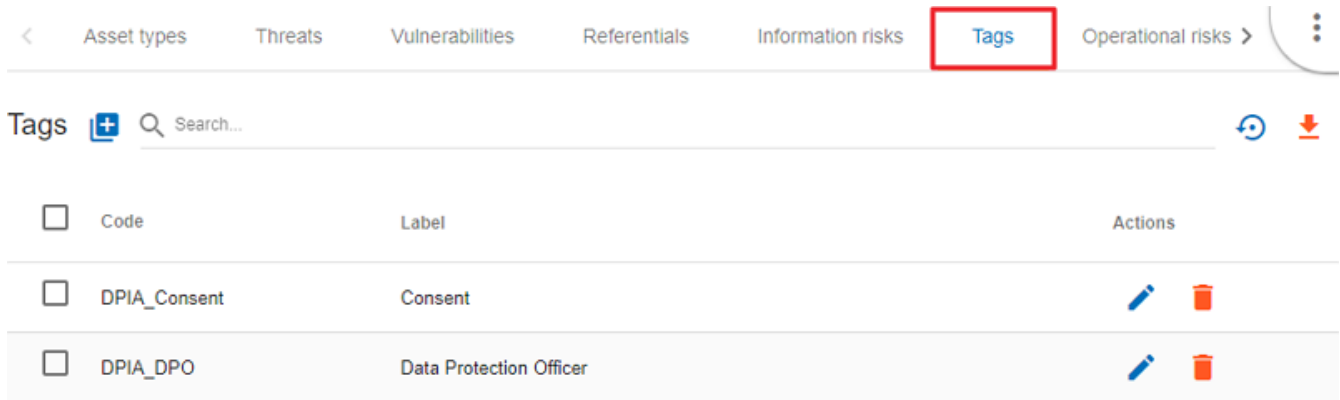 Asset types Threats Vulnerabilities Referentials Information risks Tags Operational risks
Tags Search...
Code Label Actions
DPIA_Consent Consent
DPIA_DPO Data Protection Officer